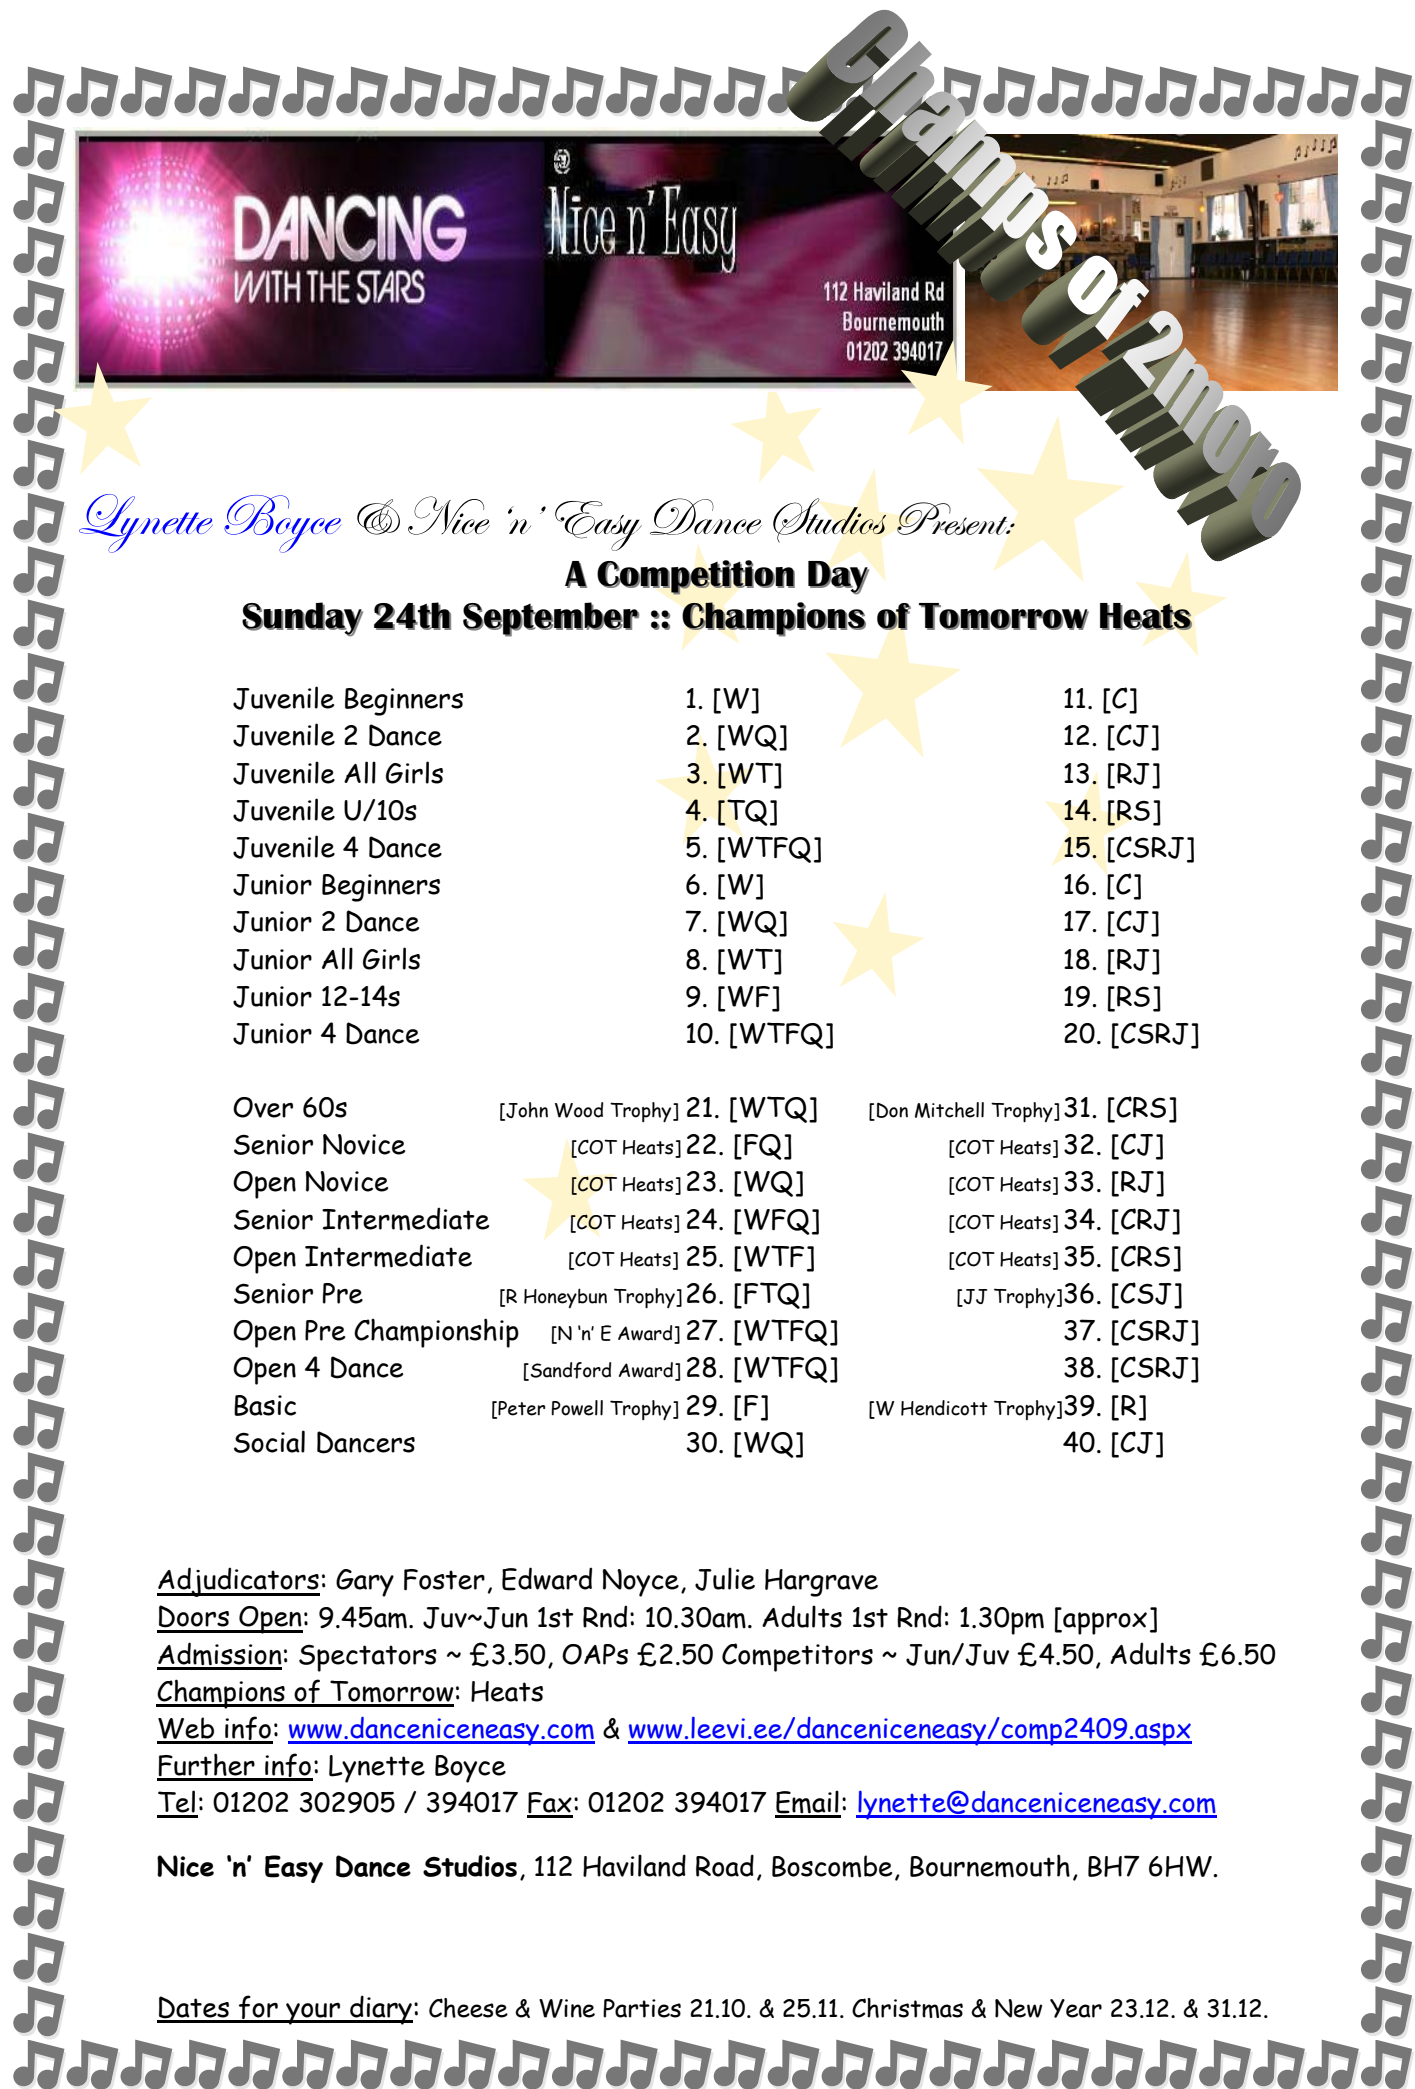 Champs of 2moro
DANCING
WITH THE STARS
Nice n' Easy
112 Haviland Rd
Bournemouth
01202 394017
Lynette Boyce & Nice ‘n’ Easy Dance Studios Present:
A Competition Day
Sunday 24th September :: Champions of Tomorrow Heats
Juvenile Beginners 1. [W] 11. [C]
Juvenile 2 Dance 2. [WQ] 12. [CJ]
Juvenile All Girls 3. [WT] 13. [RJ]
Juvenile U/10s 4. [TQ] 14. [RS]
Juvenile 4 Dance 5. [WTFQ] 15. [CSRJ]
Junior Beginners 6. [W] 16. [C]
Junior 2 Dance 7. [WQ] 17. [CJ]
Junior All Girls 8. [WT] 18. [RJ]
Junior 12-14s 9. [WF] 19. [RS]
Junior 4 Dance 10. [WTFQ] 20. [CSRJ]
Over 60s [John Wood Trophy] 21. [WTQ] [Don Mitchell Trophy] 31. [CRS]
Senior Novice [COT Heats] 22. [FQ] [COT Heats] 32. [CJ]
Open Novice [COT Heats] 23. [WQ] [COT Heats] 33. [RJ]
Senior Intermediate [COT Heats] 24. [WFQ] [COT Heats] 34. [CRJ]
Open Intermediate [COT Heats] 25. [WTF] [COT Heats] 35. [CRS]
Senior Pre [R Honeybun Trophy] 26. [FTQ] [JJ Trophy] 36. [CSJ]
Open Pre Championship [N ‘n’ E Award] 27. [WTFQ] 37. [CSRJ]
Open 4 Dance [Sandford Award] 28. [WTFQ] 38. [CSRJ]
Basic [Peter Powell Trophy] 29. [F] [W Hendicott Trophy] 39. [R]
Social Dancers 30. [WQ] 40. [CJ]
Adjudicators: Gary Foster, Edward Noyce, Julie Hargrave
Doors Open: 9.45am. Juv~Jun 1st Rnd: 10.30am. Adults 1st Rnd: 1.30pm [approx]
Admission: Spectators ~ £3.50, OAPs £2.50 Competitors ~ Jun/Juv £4.50, Adults £6.50
Champions of Tomorrow: Heats
Web info: www.danceniceneasy.com & www.leevi.ee/danceniceneasy/comp2409.aspx
Further info: Lynette Boyce
Tel: 01202 302905 / 394017 Fax: 01202 394017 Email: lynette@danceniceneasy.com
Nice ‘n’ Easy Dance Studios, 112 Haviland Road, Boscombe, Bournemouth, BH7 6HW.
Dates for your diary: Cheese & Wine Parties 21.10. & 25.11. Christmas & New Year 23.12. & 31.12.